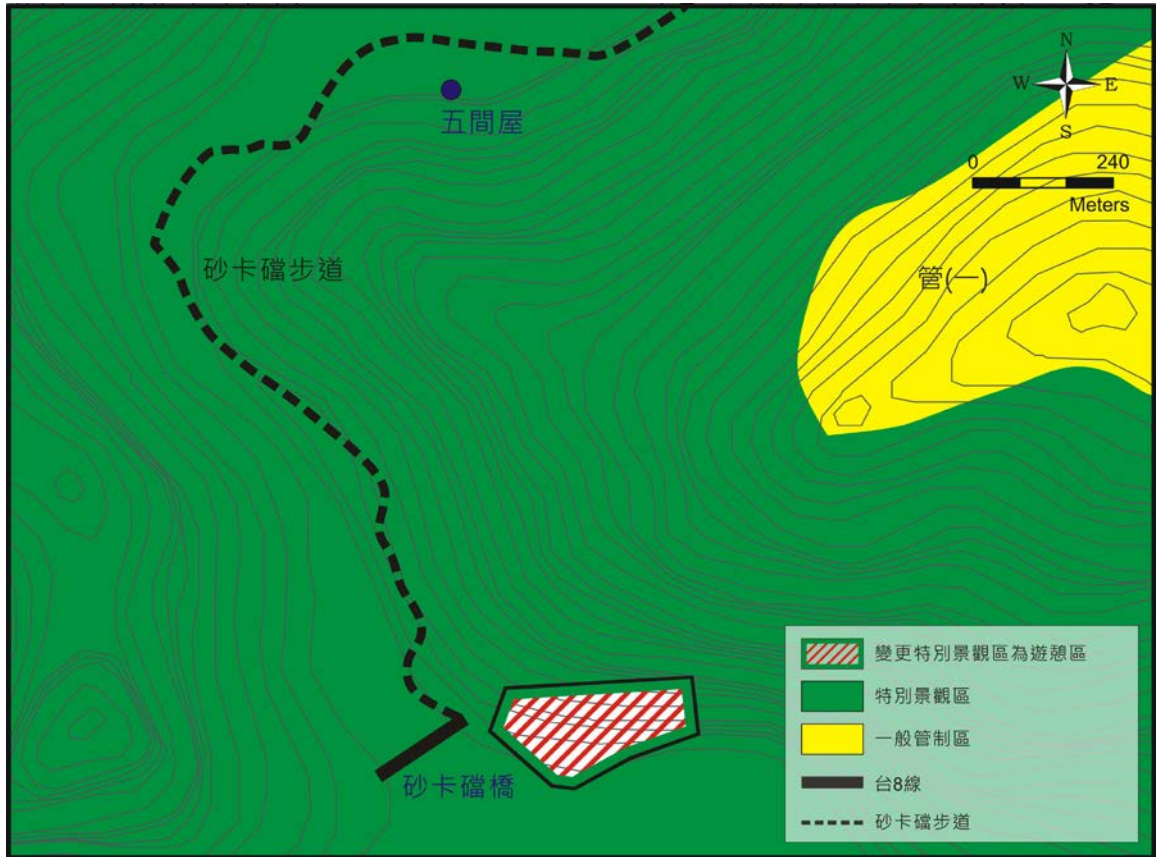 N
W
E
S
五間屋
0
240
Meters
砂卡礑步道
管(一)
變更特別景觀區為遊憩區
特別景觀區
一般管制區
台8線
砂卡礑步道
砂卡礑橋